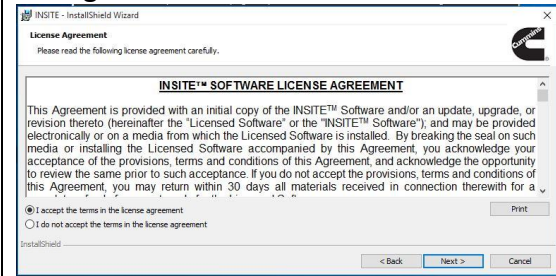 INSITE - InstallShield Wizard
License Agreement
Please read the following license agreement carefully.
Cummins
INSITE™ SOFTWARE LICENSE AGREEMENT
This Agreement is provided with an initial copy of the INSITE™ Software and/or an update, upgrade, or
revision thereto (hereinafter the "Licensed Software" or the "INSITE™ Software"); and may be provided
electronically or on a media from which the Licensed Software is installed. By breaking the seal on such
media or installing the Licensed Software accompanied by this Agreement, you acknowledge your
acceptance of the provisions, terms and conditions of this Agreement, and acknowledge the opportunity
to review the same prior to such acceptance. If you do not accept the provisions, terms and conditions of
this Agreement, you may return within 30 days all materials received in connection therewith for a
I accept the terms in the license agreement
Print
I do not accept the terms in the license agreement
InstallShield
< Back
Next >
Cancel